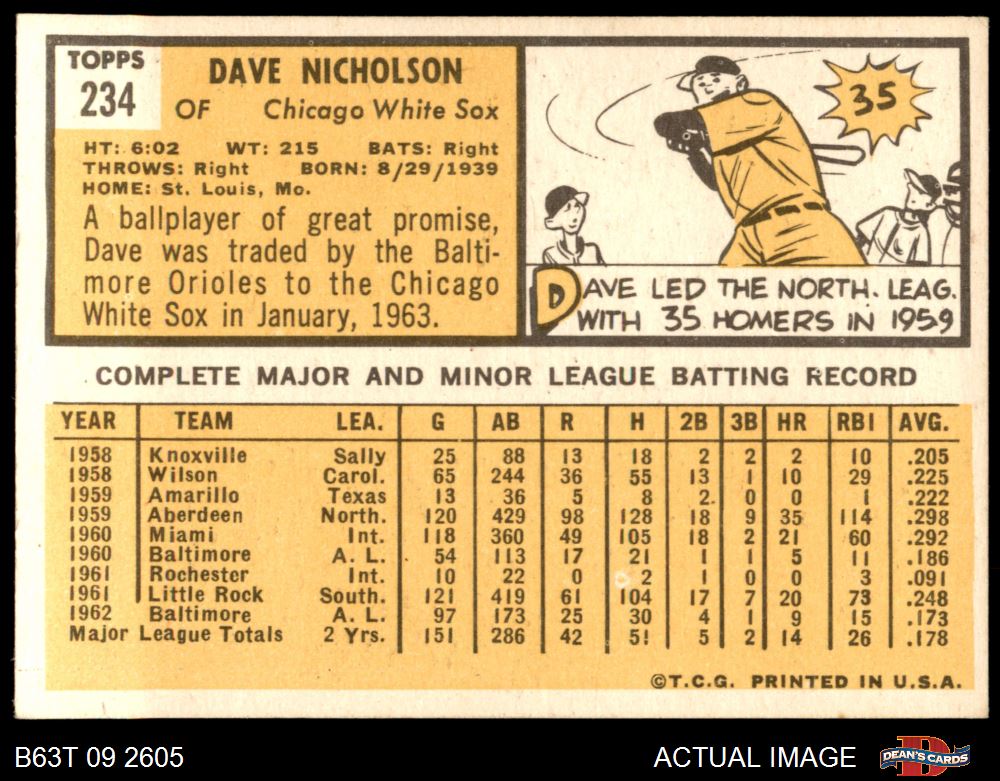 TOPPS
234
DAVE NICHOLSON
OF Chicago White Sox
HT: 6:02 WT: 215 BATS: Right
THROWS: Right BORN: 8/29/1939
HOME: St. Louis, Mo.
A ballplayer of great promise,
Dave was traded by the Balti-
more Orioles to the Chicago
White Sox in January, 1963.
35
DAVE LED THE NORTH. LEAG.
WITH 35 HOMERS IN 1959
COMPLETE MAJOR AND MINOR LEAGUE BATTING RECORD
YEAR TEAM LEA. G AB R H 2B 3B HR RBI AVG.
1958 Knoxville Sally 25 88 13 18 2 2 2 10 .205
1958 Wilson Carol. 65 244 36 55 13 1 10 29 .225
1959 Amarillo Texas 13 36 5 8 2 0 0 1 .222
1959 Aberdeen North. 120 429 98 128 18 9 35 114 .298
1960 Miami Int. 118 360 49 105 18 2 21 60 .292
1960 Baltimore A. L. 54 113 17 21 1 1 5 11 .186
1961 Rochester Int. 10 22 0 2 1 0 0 3 .091
1961 Little Rock South. 121 419 61 104 17 7 20 73 .248
1962 Baltimore A. L. 97 173 25 30 4 1 9 15 .173
Major League Totals 2 Yrs. 151 286 42 51 5 2 14 26 .178
©T.C.G. PRINTED IN U.S.A.
B63T 09 2605 ACTUAL IMAGE DEAN'S CARDS